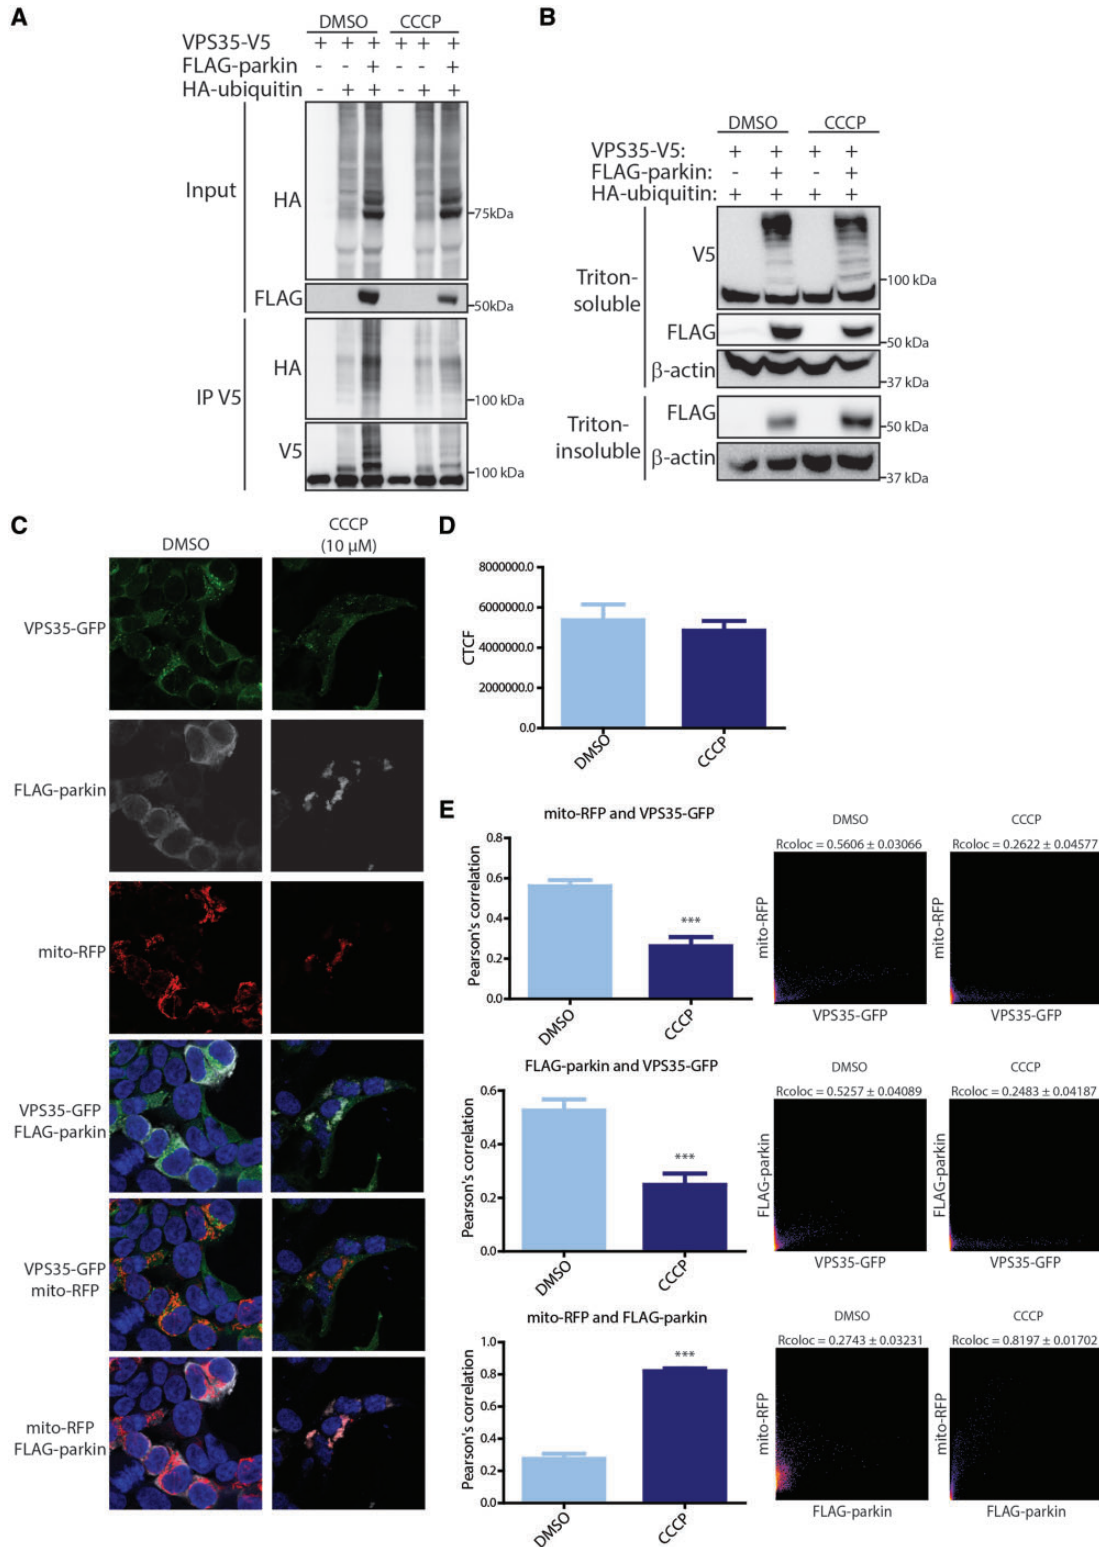 A
DMSO CCCP
VPS35-V5 + + + + + +
FLAG-parkin - - + - - +
HA-ubiquitin - + + - + +
Input
HA
-75kDa
FLAG
-50kDa
IP V5
HA
-100 kDa
V5
-100 kDa
B
DMSO CCCP
VPS35-V5: + + + +
FLAG-parkin: - + - +
HA-ubiquitin: + + + +
Triton-
soluble
V5
-100 kDa
FLAG
-50 kDa
β-actin
-37 kDa
Triton-
insoluble
FLAG
-50 kDa
β-actin
-37 kDa
C
DMSO
CCCP
(10 µM)
VPS35-GFP
FLAG-parkin
mito-RFP
VPS35-GFP
FLAG-parkin
VPS35-GFP
mito-RFP
mito-RFP
FLAG-parkin
D
CTCF
8000000.0
6000000.0
4000000.0
2000000.0
0.0
DMSO
CCCP
E
mito-RFP and VPS35-GFP
Pearson's correlation
0.8
0.6
0.4
0.2
0.0
***
DMSO
CCCP
DMSO
Rcoloc = 0.5606 ± 0.03066
mito-RFP
VPS35-GFP
CCCP
Rcoloc = 0.2622 ± 0.04577
mito-RFP
VPS35-GFP
FLAG-parkin and VPS35-GFP
Pearson's correlation
0.6
0.4
0.2
0.0
***
DMSO
CCCP
DMSO
Rcoloc = 0.5257 ± 0.04089
FLAG-parkin
VPS35-GFP
CCCP
Rcoloc = 0.2483 ± 0.04187
FLAG-parkin
VPS35-GFP
mito-RFP and FLAG-parkin
Pearson's correlation
1.0
0.8
0.6
0.4
0.2
0.0
***
DMSO
CCCP
DMSO
Rcoloc = 0.2743 ± 0.03231
mito-RFP
FLAG-parkin
CCCP
Rcoloc = 0.8197 ± 0.01702
mito-RFP
FLAG-parkin